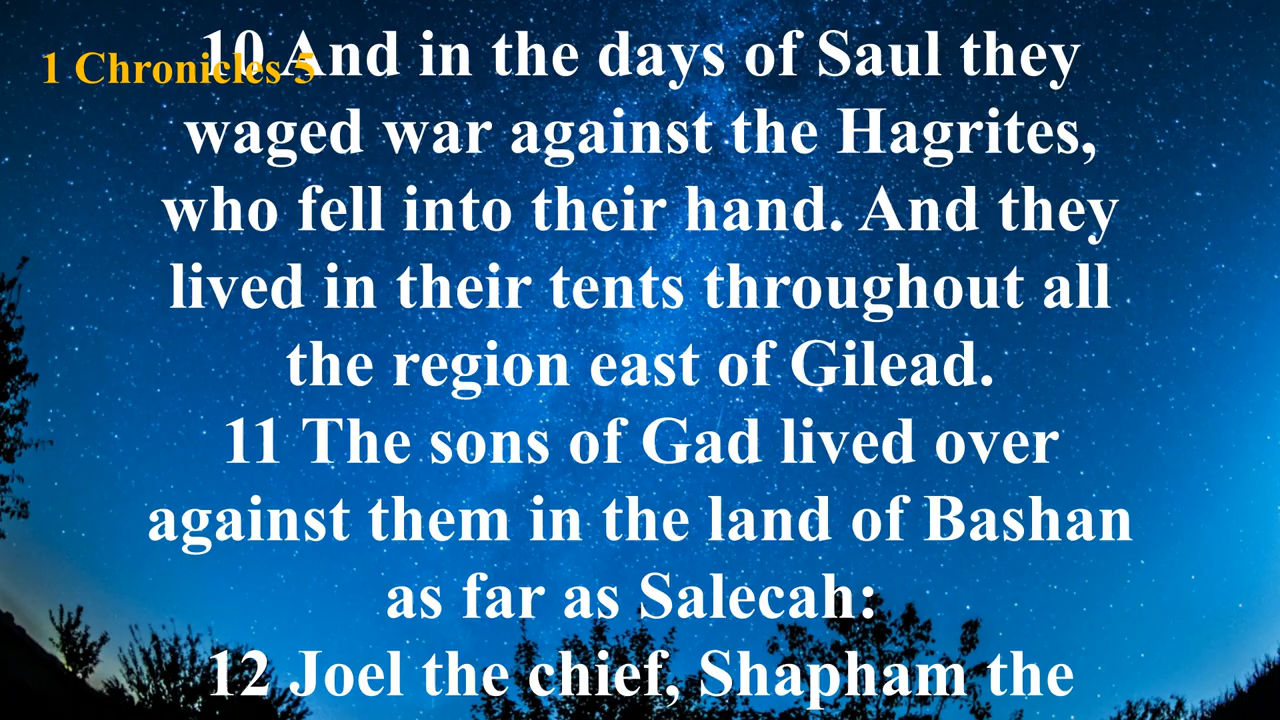 1 Chronicles 5
10 And in the days of Saul they
waged war against the Hagrites,
who fell into their hand. And they
lived in their tents throughout all
the region east of Gilead.
11 The sons of Gad lived over
against them in the land of Bashan
as far as Salecah:
12 Joel the chief, Shapham the